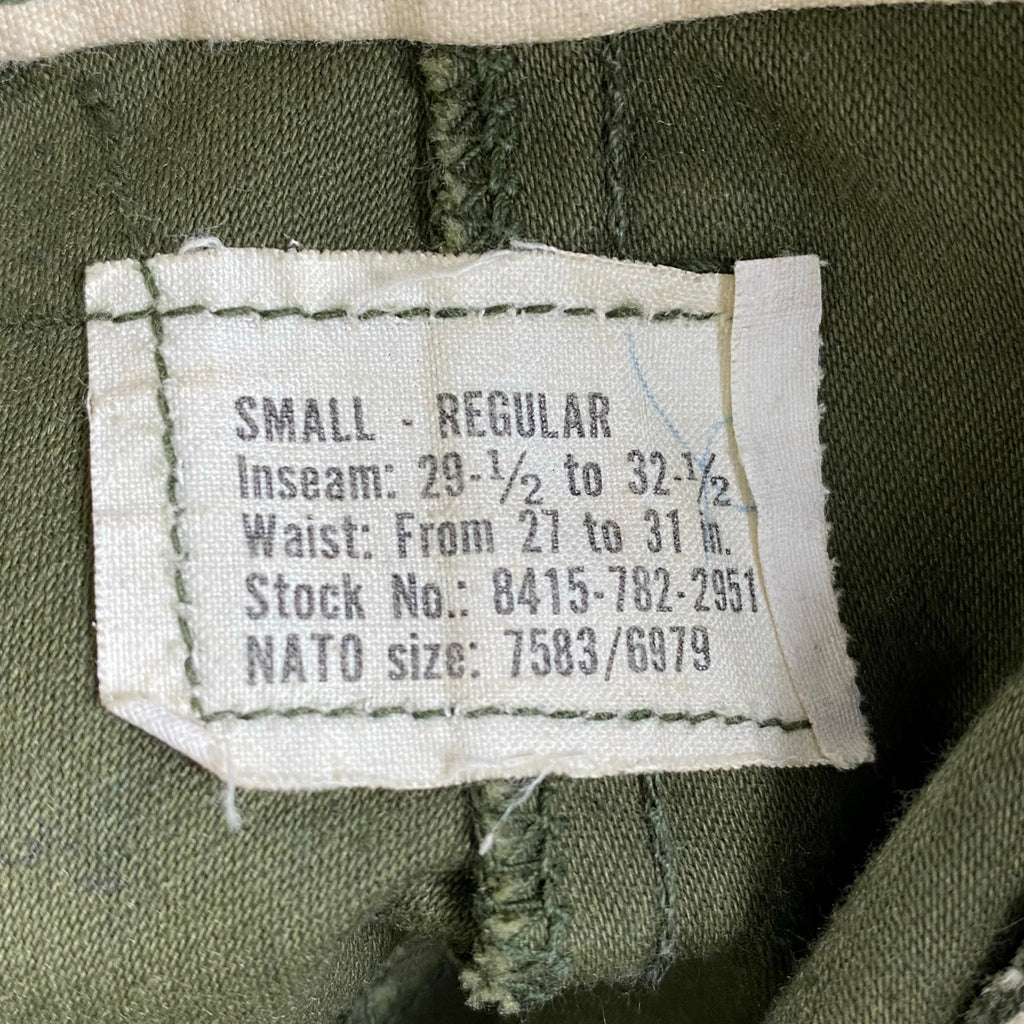 SMALL - REGULAR
Inseam: 29-1/2 to 32-1/2
Waist: From 27 to 31 in.
Stock No.: 8415-782-2951
NATO size: 7583/6979